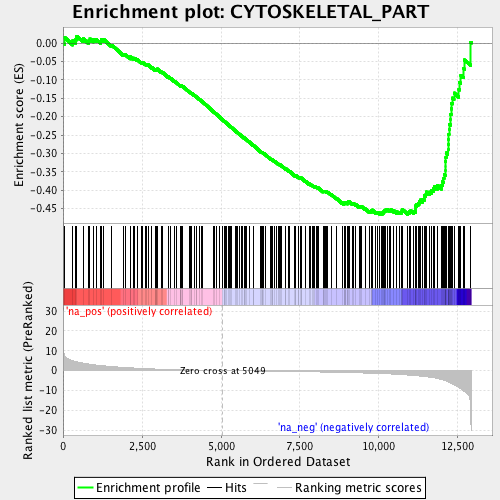 Enrichment plot: CYTOSKELETAL_PART
Enrichment score (ES)
0.00
-0.05
-0.10
-0.15
-0.20
-0.25
-0.30
-0.35
-0.40
-0.45
'na_pos' (positively correlated)
Ranked list metric (PreRanked)
30
20
10
0
-10
-20
-30
Zero cross at 5049
'na_neg' (negatively correlated)
0
2,500
5,000
7,500
10,000
12,500
Rank in Ordered Dataset
Enrichment profile
Hits
Ranking metric scores